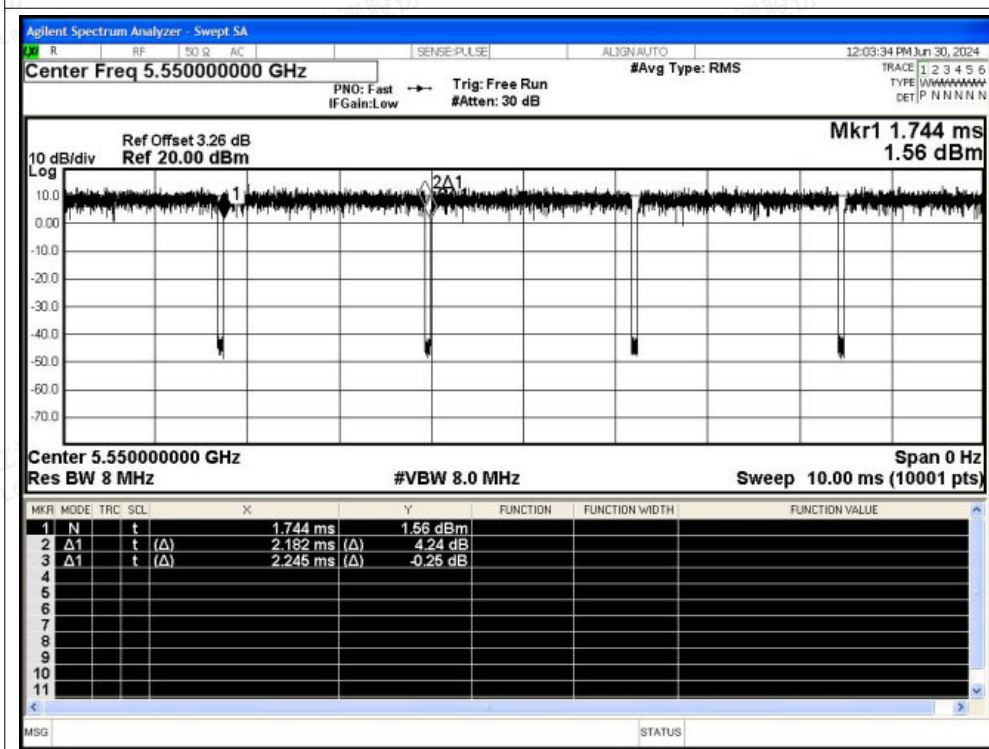 Agilent Spectrum Analyzer - Swept SA
R RF 50 Ω AC SENSE:PULSE ALIGN AUTO 12:03:34 PM Jun 30, 2024
Center Freq 5.550000000 GHz #Avg Type: RMS TRACE 1 2 3 4 5 6
PNO: Fast Trig: Free Run TYPE WWWWWW
IFGain:Low #Atten: 30 dB DET P N N N N N
Mkr1 1.744 ms
1.56 dBm
Ref Offset 3.26 dB
10 dB/div Ref 20.00 dBm
Log
10.0
0.00
-10.0
-20.0
-30.0
-40.0
-50.0
-60.0
-70.0
1
2Δ1
Center 5.550000000 GHz Span 0 Hz
Res BW 8 MHz #VBW 8.0 MHz Sweep 10.00 ms (10001 pts)
MKR MODE TRC SCL X Y FUNCTION FUNCTION WIDTH FUNCTION VALUE
1 N t 1.744 ms 1.56 dBm
2 Δ1 t (Δ) 2.182 ms (Δ) 4.24 dB
3 Δ1 t (Δ) 2.245 ms (Δ) -0.25 dB
4
5
6
7
8
9
10
11
MSG STATUS